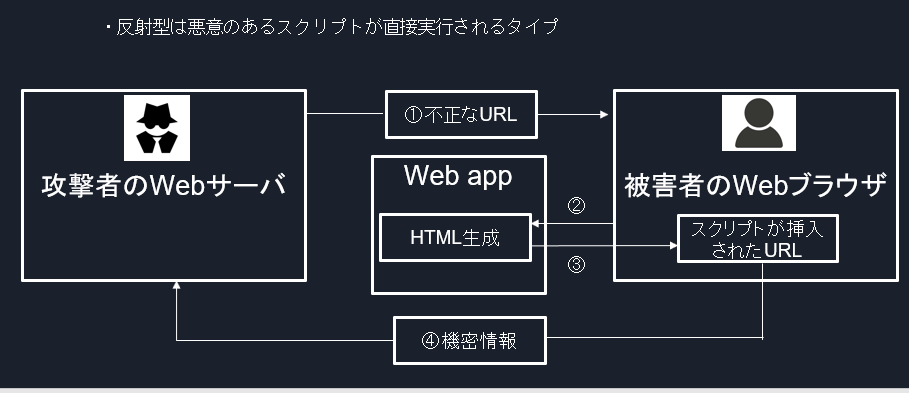 ・反射型は悪意のあるスクリプトが直接実行されるタイプ
①不正なURL
攻撃者のWebサーバ
Web app
被害者のWebブラウザ
②
HTML生成
スクリプトが挿入
されたURL
③
④機密情報